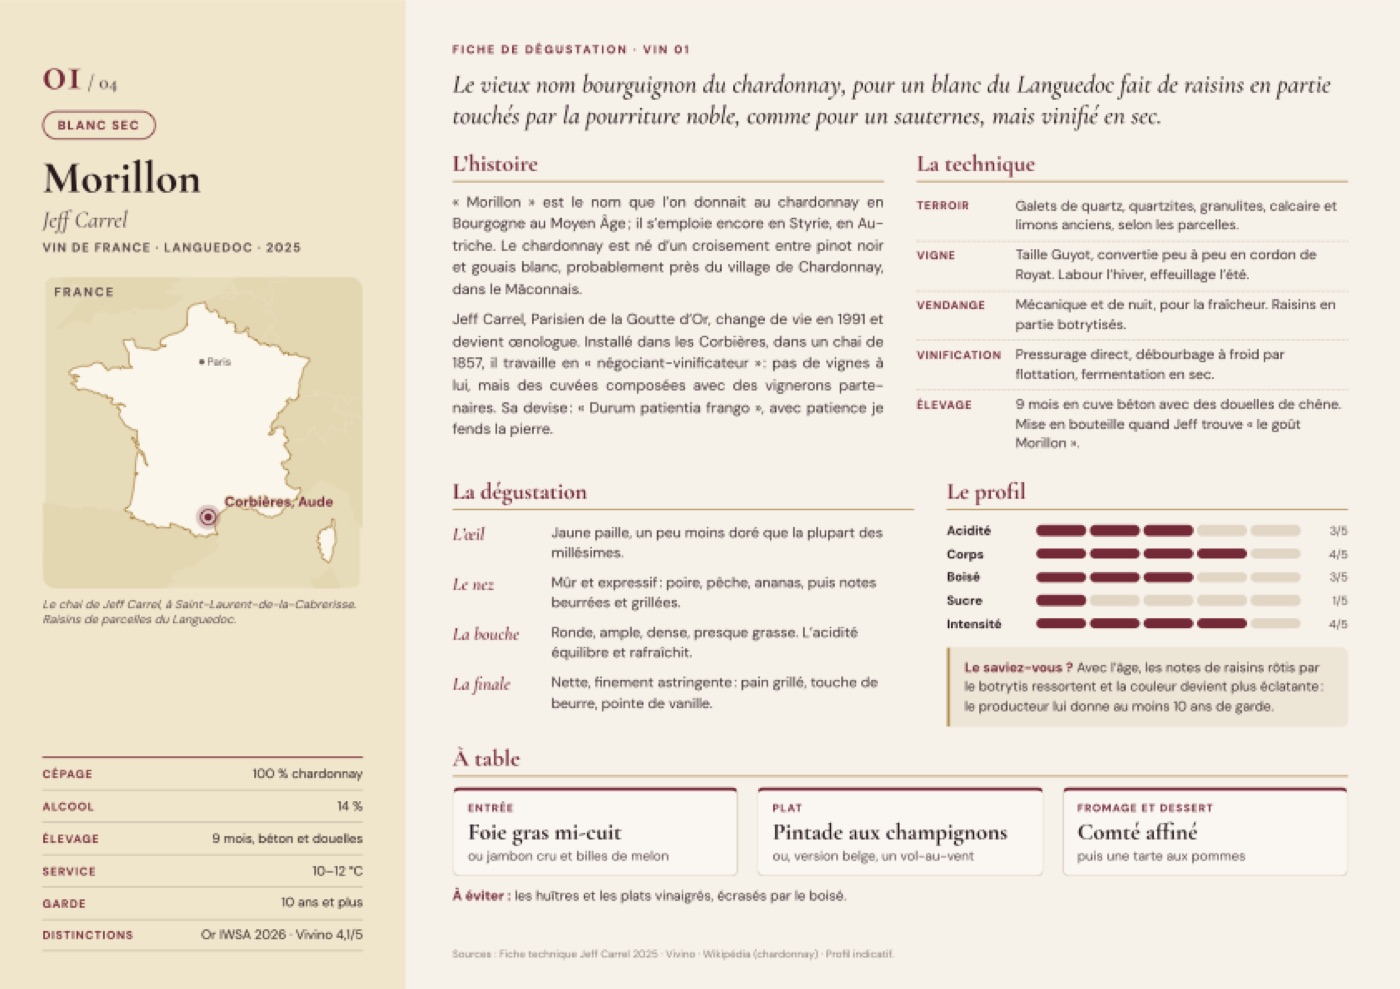 01 / 04
BLANC SEC
Morillon
Jeff Carrel
VIN DE FRANCE · LANGUEDOC · 2025
FRANCE
Paris
Corbières, Aude
Le chai de Jeff Carrel, à Saint-Laurent-de-la-Cabrerisse.
Raisins de parcelles du Languedoc.
CÉPAGE 100 % chardonnay
ALCOOL 14 %
ÉLEVAGE 9 mois, béton et douelles
SERVICE 10–12 °C
GARDE 10 ans et plus
DISTINCTIONS Or IWSA 2026 · Vivino 4,1/5
FICHE DE DÉGUSTATION · VIN 01
Le vieux nom bourguignon du chardonnay, pour un blanc du Languedoc fait de raisins en partie
touchés par la pourriture noble, comme pour un sauternes, mais vinifié en sec.
L’histoire
« Morillon » est le nom que l’on donnait au chardonnay en
Bourgogne au Moyen Âge ; il s’emploie encore en Styrie, en Au-
triche. Le chardonnay est né d’un croisement entre pinot noir
et gouais blanc, probablement près du village de Chardonnay,
dans le Mâconnais.
Jeff Carrel, Parisien de la Goutte d’Or, change de vie en 1991 et
devient œnologue. Installé dans les Corbières, dans un chai de
1857, il travaille en « négociant-vinificateur » : pas de vignes à
lui, mais des cuvées composées avec des vignerons parte-
naires. Sa devise : « Durum patientia frango », avec patience je
fends la pierre.
La technique
TERROIR Galets de quartz, quartzites, granulites, calcaire et
limons anciens, selon les parcelles.
VIGNE Taille Guyot, convertie peu à peu en cordon de
Royat. Labour l’hiver, effeuillage l’été.
VENDANGE Mécanique et de nuit, pour la fraîcheur. Raisins en
partie botrytisés.
VINIFICATION Pressurage direct, débourbage à froid par
flottation, fermentation en sec.
ÉLEVAGE 9 mois en cuve béton avec des douelles de chêne.
Mise en bouteille quand Jeff trouve « le goût
Morillon ».
La dégustation
L’œil Jaune paille, un peu moins doré que la plupart des
millésimes.
Le nez Mûr et expressif : poire, pêche, ananas, puis notes
beurrées et grillées.
La bouche Ronde, ample, dense, presque grasse. L’acidité
équilibre et rafraîchit.
La finale Nette, finement astringente : pain grillé, touche de
beurre, pointe de vanille.
Le profil
Acidité 3/5
Corps 4/5
Boisé 3/5
Sucre 1/5
Intensité 4/5
Le saviez-vous ? Avec l’âge, les notes de raisins rôtis par
le botrytis ressortent et la couleur devient plus éclatante :
le producteur lui donne au moins 10 ans de garde.
À table
ENTRÉE
Foie gras mi-cuit
ou jambon cru et billes de melon
PLAT
Pintade aux champignons
ou, version belge, un vol-au-vent
FROMAGE ET DESSERT
Comté affiné
puis une tarte aux pommes
À éviter : les huîtres et les plats vinaigrés, écrasés par le boisé.
Sources : Fiche technique Jeff Carrel 2025 · Vivino · Wikipédia (chardonnay) · Profil indicatif.